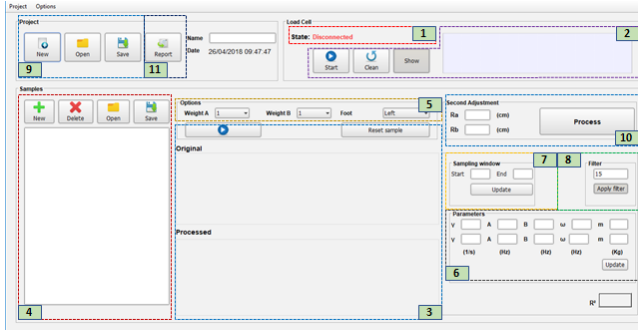 Project Options
Project
New Open Save Report
9 11
Name
Date 26/04/2018 09:47:47
Load Cell
State: Disconnected
1 2
Start Clean Show
Samples
New Delete Open Save
4
Options 5
Weight A 1 Weight B 1 Foot Left
Reset sample
Original
Processed
3
Second Adjustment
Ra (cm)
Rb (cm)
Process
10
Sampling window 7
Start End
Update
8
Filter
15
Apply filter
Parameters
γ A B ω m
γ A B ω m
(1/s) (Hz) (Hz) (Hz) (Kg)
6 Update
R²